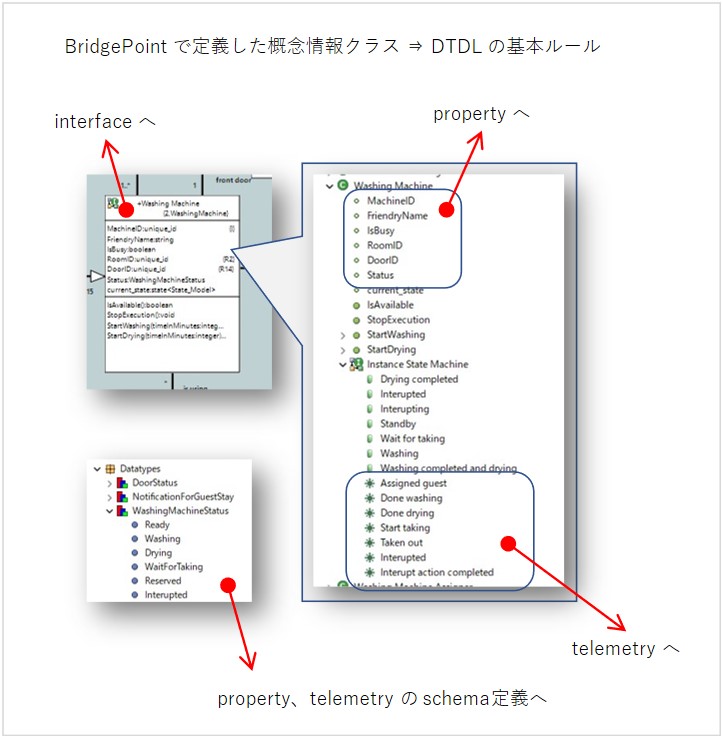 BridgePoint で定義した概念情報クラス ⇒ DTDL の基本ルール
interface へ
property へ
1..*
1
front door
+Washing Machine
(2.WashingMachine)
MachineID:unique_id (I)
FriendryName:string
IsBusy:boolean
RoomID:unique_id (R2)
DoorID:unique_id (R14)
Status:WashingMachineStatus
current_state:state<State_Model>
IsAvailable():boolean
StopExecution():void
StartWashing(timeInMinutes:integ...
StartDrying(timeInMinutes:integer)...
15
Washing Machine
MachineID
FriendryName
IsBusy
RoomID
DoorID
Status
current_state
IsAvailable
StopExecution
StartWashing
StartDrying
Instance State Machine
Drying completed
Interupted
Interupting
Standby
Wait for taking
Washing
Washing completed and drying
Assigned guest
Done washing
Done drying
Start taking
Taken out
Interupted
Interupt action completed
Datatypes
DoorStatus
NotificationForGuestStay
WashingMachineStatus
Ready
Washing
Drying
WaitForTaking
Reserved
Interupted
telemetry へ
property、telemetry の schema定義へ